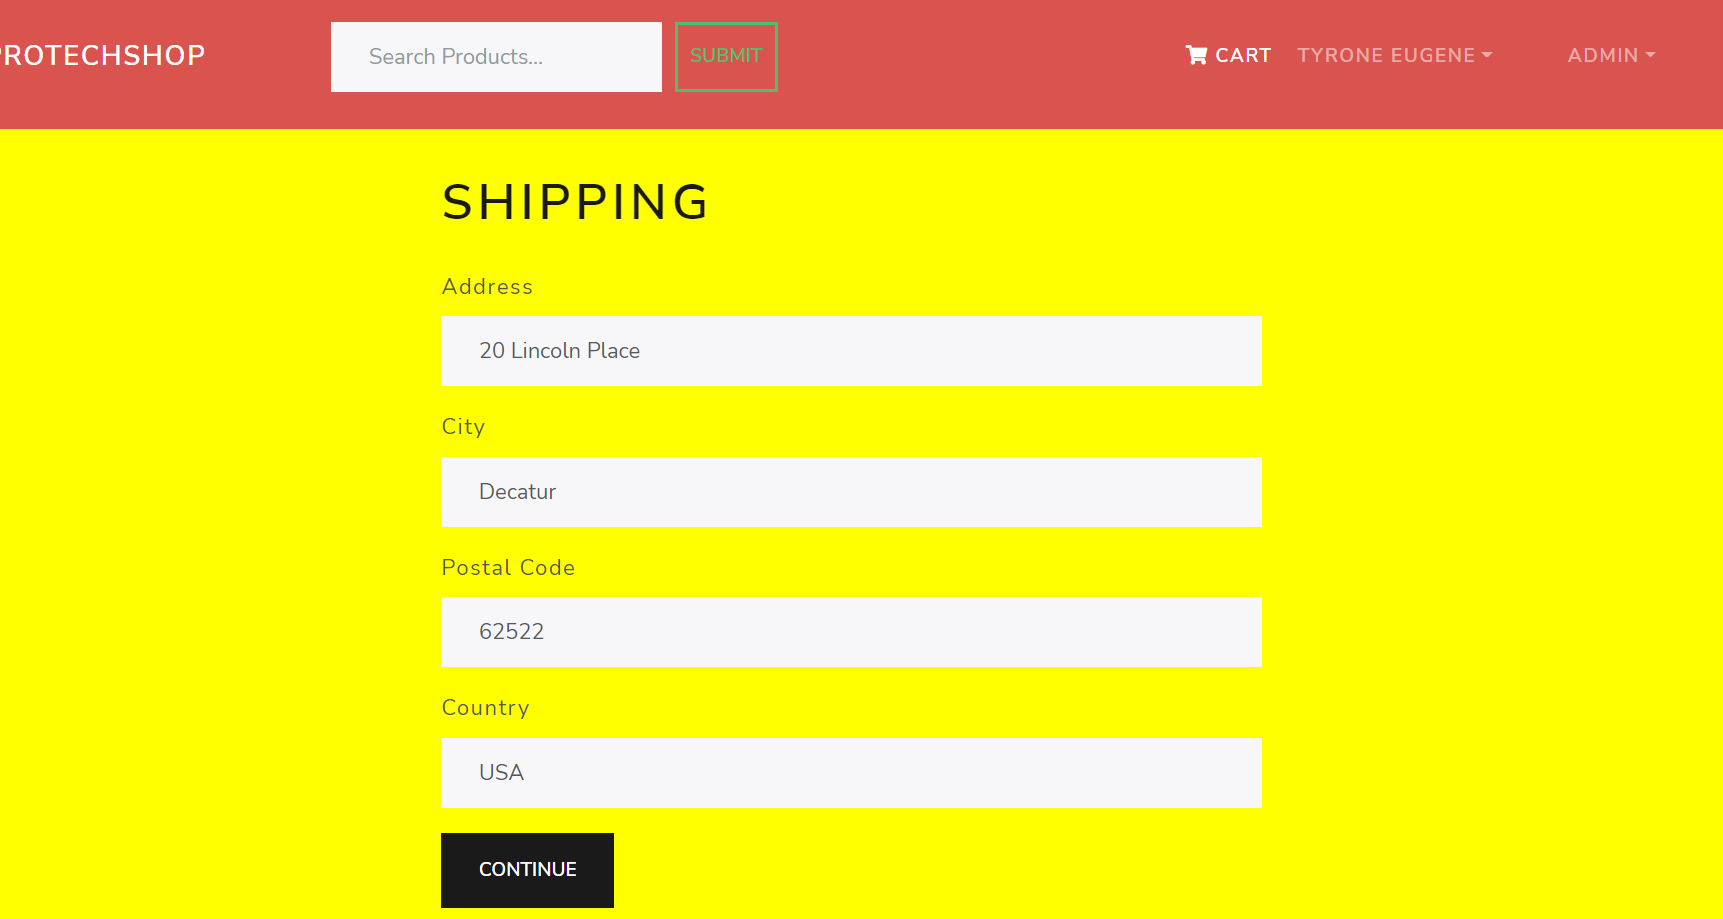 PROTECHSHOP
Search Products...
SUBMIT
CART
TYRONE EUGENE
ADMIN
SHIPPING
Address
20 Lincoln Place
City
Decatur
Postal Code
62522
Country
USA
CONTINUE